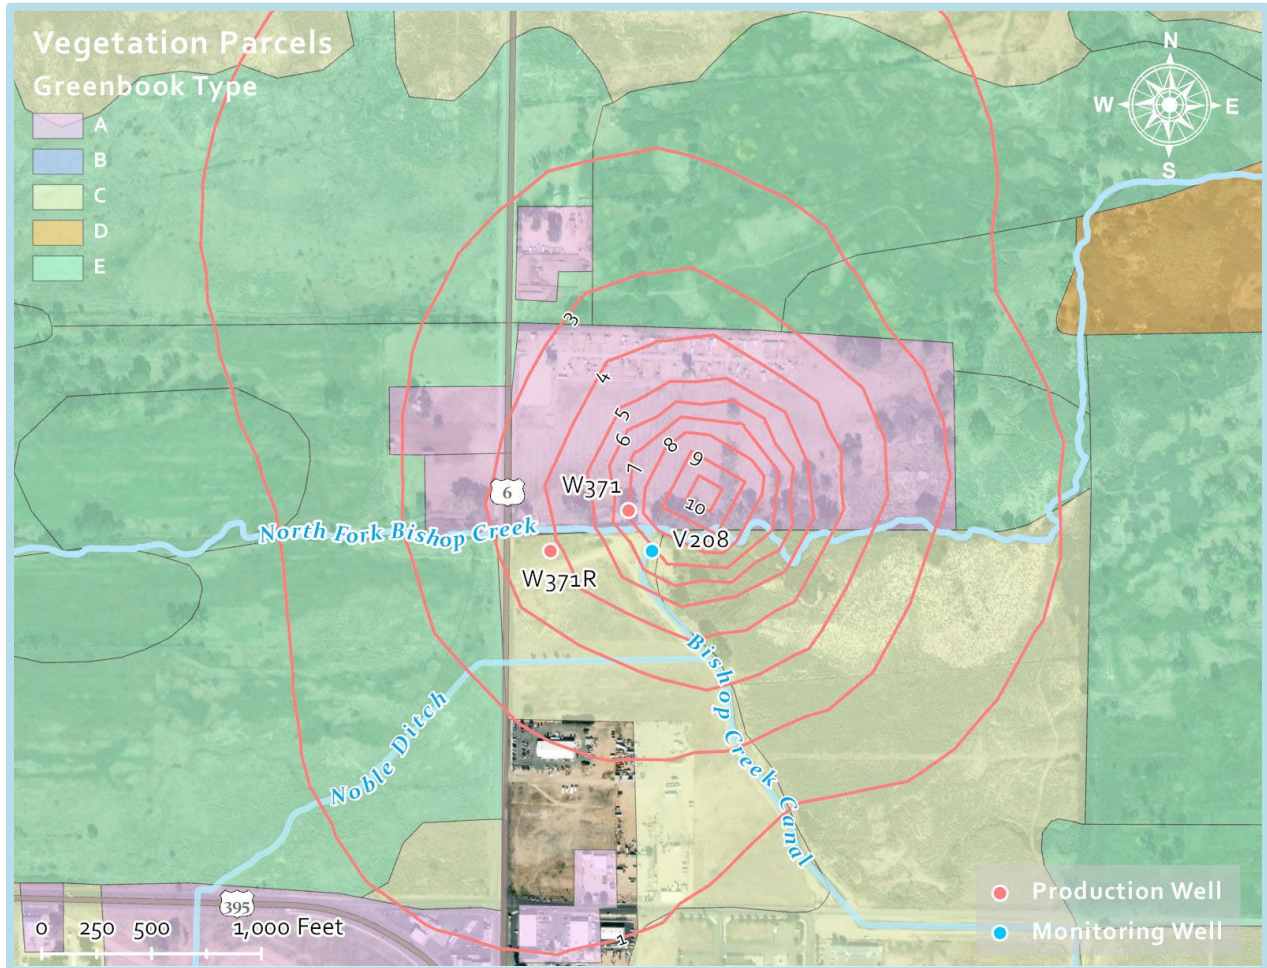 Vegetation Parcels
Greenbook Type
A
B
C
D
E
N
W
E
S
3
4
5
6
7
8
9
10
W371
6
North Fork Bishop Creek
V208
W371R
Bishop Creek Canal
Noble Ditch
395
0 250 500 1,000 Feet
1
Production Well
Monitoring Well